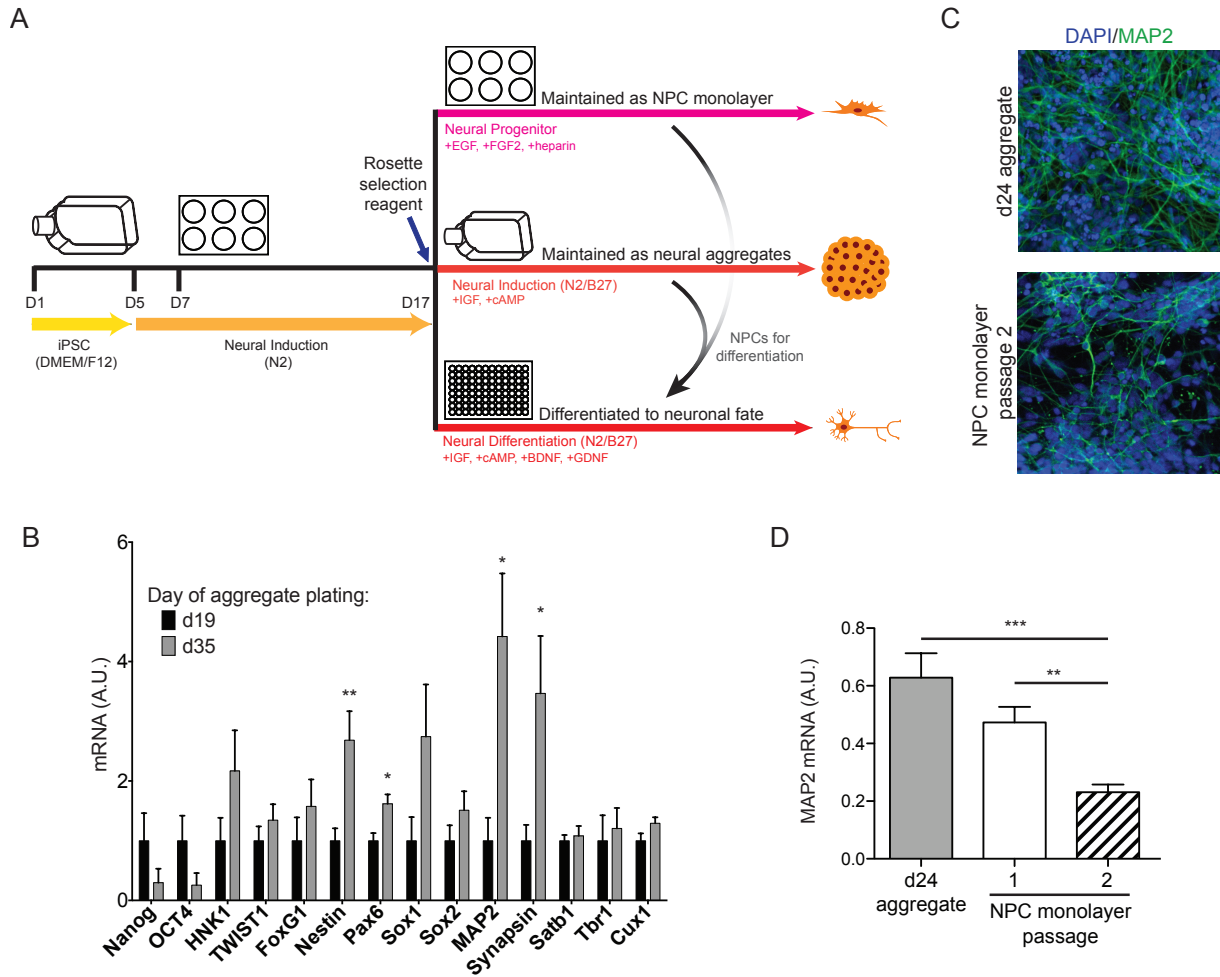 A
Rosette
selection
reagent
D1
D5
D7
D17
iPSC
(DMEM/F12)
Neural Induction
(N2)
Maintained as NPC monolayer
Neural Progenitor
+EGF, +FGF2, +heparin
Maintained as neural aggregates
Neural Induction (N2/B27)
+IGF, +cAMP
NPCs for
differentiation
Differentiated to neuronal fate
Neural Differentiation (N2/B27)
+IGF, +cAMP, +BDNF, +GDNF
C
DAPI/MAP2
d24 aggregate
NPC monolayer
passage 2
B
mRNA (A.U.)
6
4
2
0
Day of aggregate plating:
d19
d35
**
*
*
*
Nanog
OCT4
HNK1
TWIST1
FoxG1
Nestin
Pax6
Sox1
Sox2
MAP2
Synapsin
Satb1
Tbr1
Cux1
D
MAP2 mRNA (A.U.)
0.8
0.6
0.4
0.2
0.0
***
**
d24
aggregate
1
2
NPC monolayer
passage